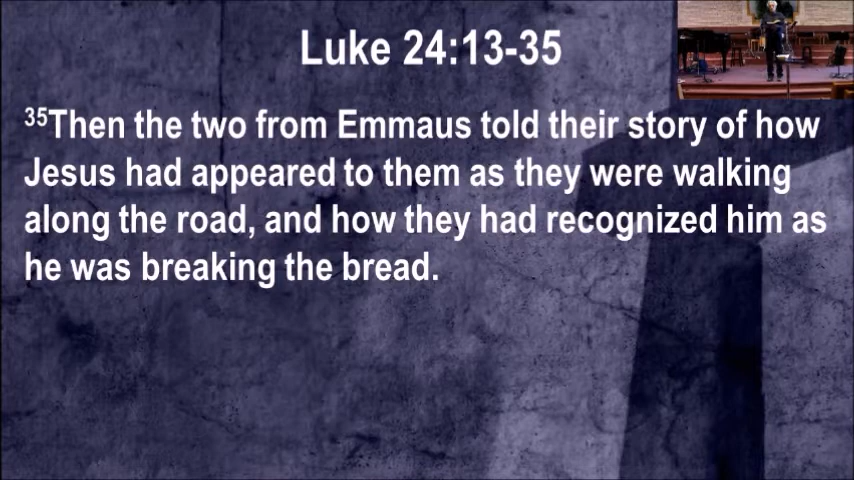 Luke 24:13-35
35Then the two from Emmaus told their story of how
Jesus had appeared to them as they were walking
along the road, and how they had recognized him as
he was breaking the bread.